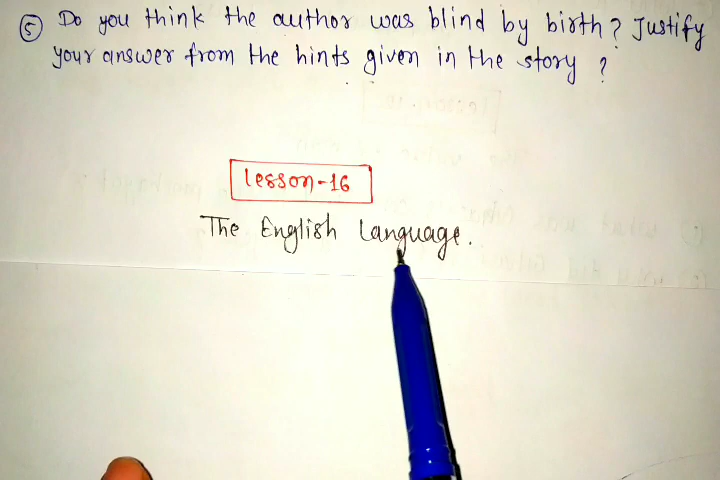 ⑤ Do you think the author was blind by birth? Justify
your answer from the hints given in the story ?
Lesson-16
The English Language.